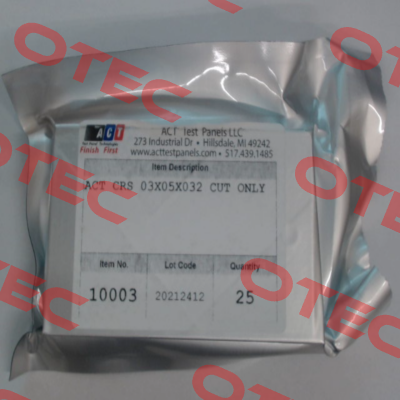 OTEC
OTEC
OTEC
OTEC
OTEC
ACT
Finish First
ACT Test Panels LLC
273 Industrial Dr • Hillsdale, MI 49242
www.acttestpanels.com • 517.439.1485
Item Description
ACT CRS 03X05X032 CUT ONLY
Item No.
Lot Code
Quantity
10003
20212412
25